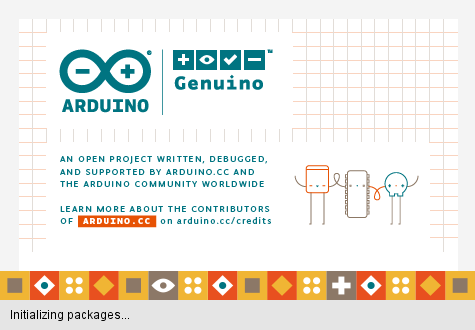 ARDUINO
Genuino
AN OPEN PROJECT WRITTEN, DEBUGGED,
AND SUPPORTED BY ARDUINO.CC AND
THE ARDUINO COMMUNITY WORLDWIDE
LEARN MORE ABOUT THE CONTRIBUTORS
OF ARDUINO.CC on arduino.cc/credits
Initializing packages...